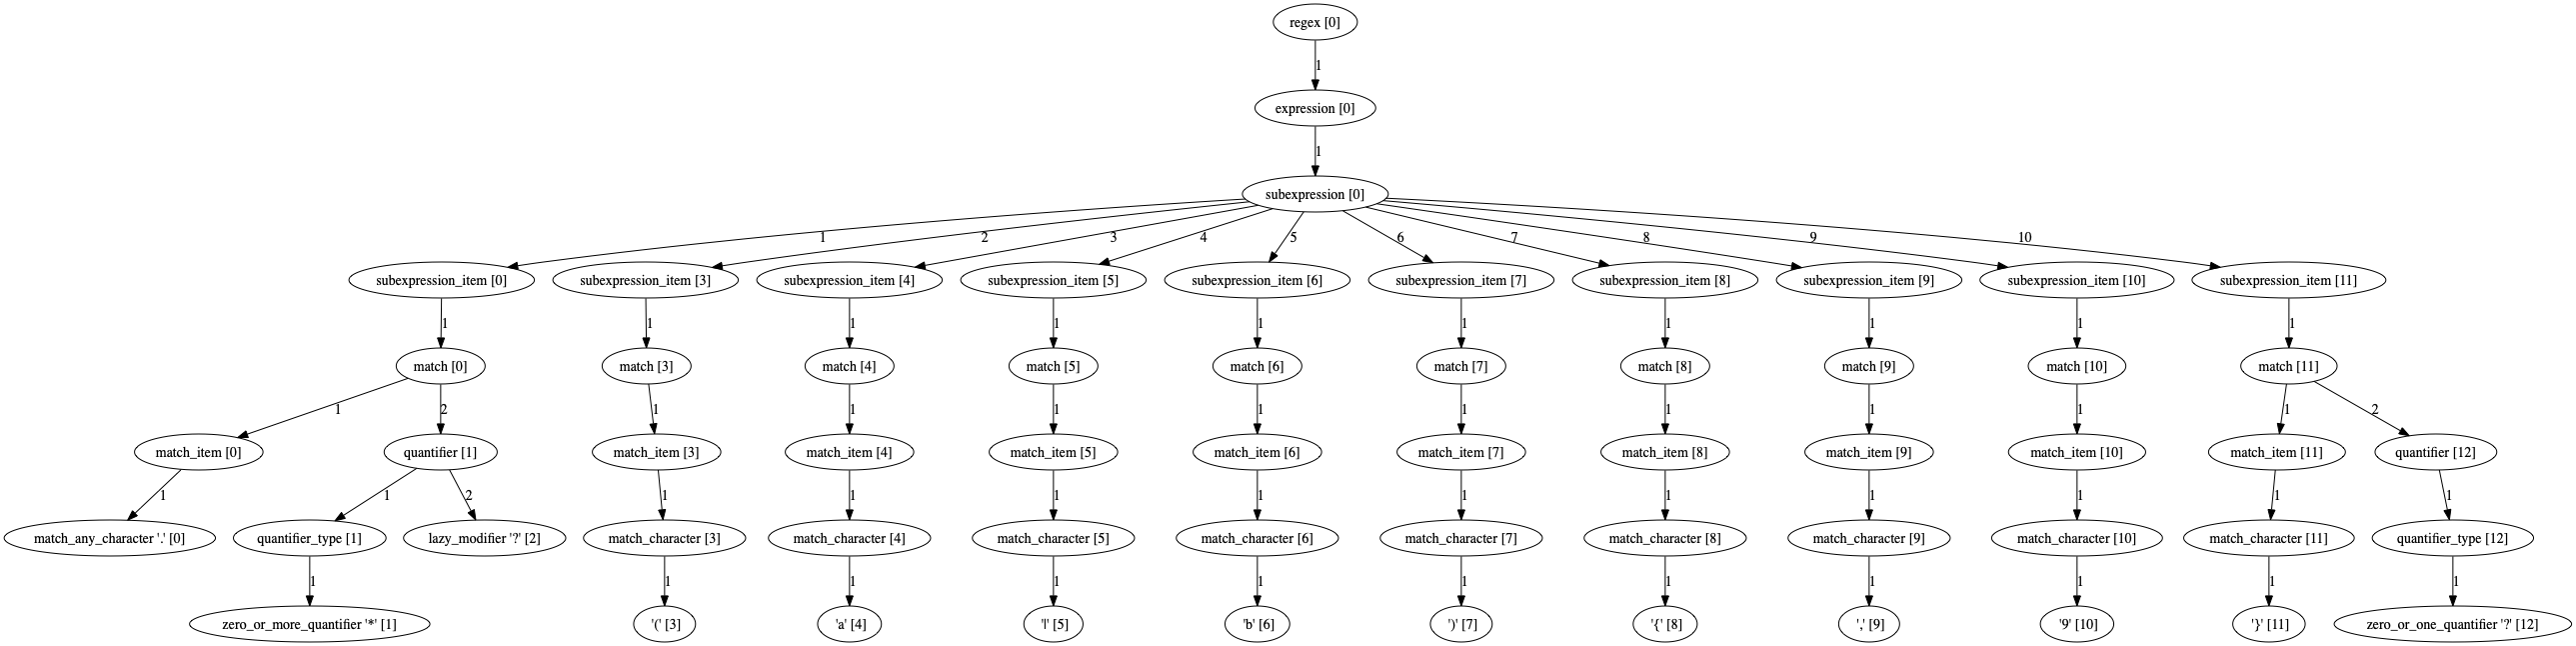 regex [0]
1
expression [0]
1
subexpression [0]
1 2 3 4 5 6 7 8 9 10
subexpression_item [0] subexpression_item [3] subexpression_item [4] subexpression_item [5] subexpression_item [6] subexpression_item [7] subexpression_item [8] subexpression_item [9] subexpression_item [10] subexpression_item [11]
1 1 1 1 1 1 1 1 1 1
match [0] match [3] match [4] match [5] match [6] match [7] match [8] match [9] match [10] match [11]
1 2 1 1 1 1 1 1 1 1 1 2
match_item [0] quantifier [1] match_item [3] match_item [4] match_item [5] match_item [6] match_item [7] match_item [8] match_item [9] match_item [10] match_item [11] quantifier [12]
1 1 2 1 1 1 1 1 1 1 1 1 1
match_any_character '.' [0] quantifier_type [1] lazy_modifier '?' [2] match_character [3] match_character [4] match_character [5] match_character [6] match_character [7] match_character [8] match_character [9] match_character [10] match_character [11] quantifier_type [12]
1 1 1 1 1 1 1 1 1 1 1
zero_or_more_quantifier '*' [1] '(' [3] 'a' [4] '|' [5] 'b' [6] ')' [7] '{' [8] ',' [9] '9' [10] '}' [11] zero_or_one_quantifier '?' [12]